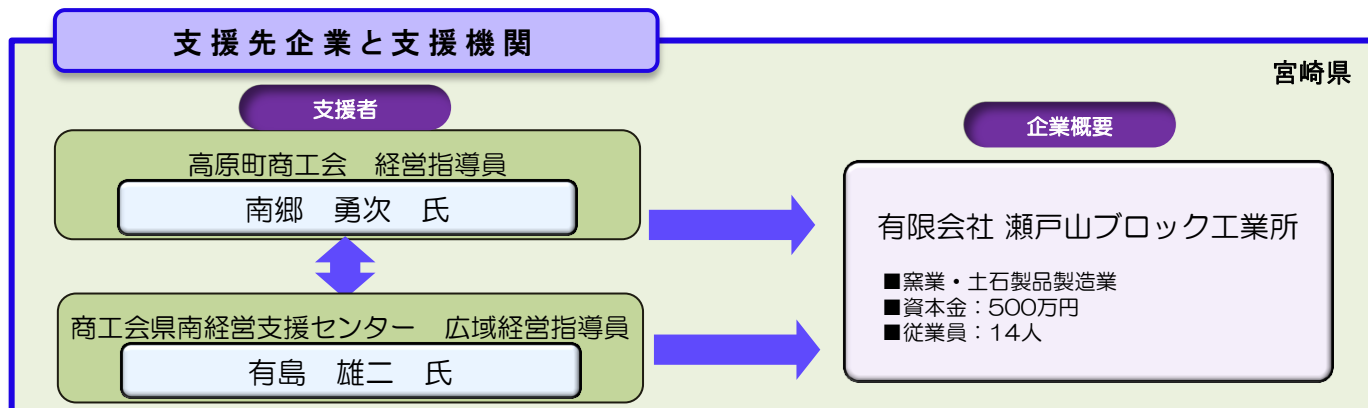 支援先企業と支援機関
宮崎県
支援者
高原町商工会　経営指導員
南郷　勇次　氏
商工会県南経営支援センター　広域経営指導員
有島　雄二　氏
企業概要
有限会社 瀬戸山ブロック工業所
■窯業・土石製品製造業
■資本金：500万円
■従業員：14人